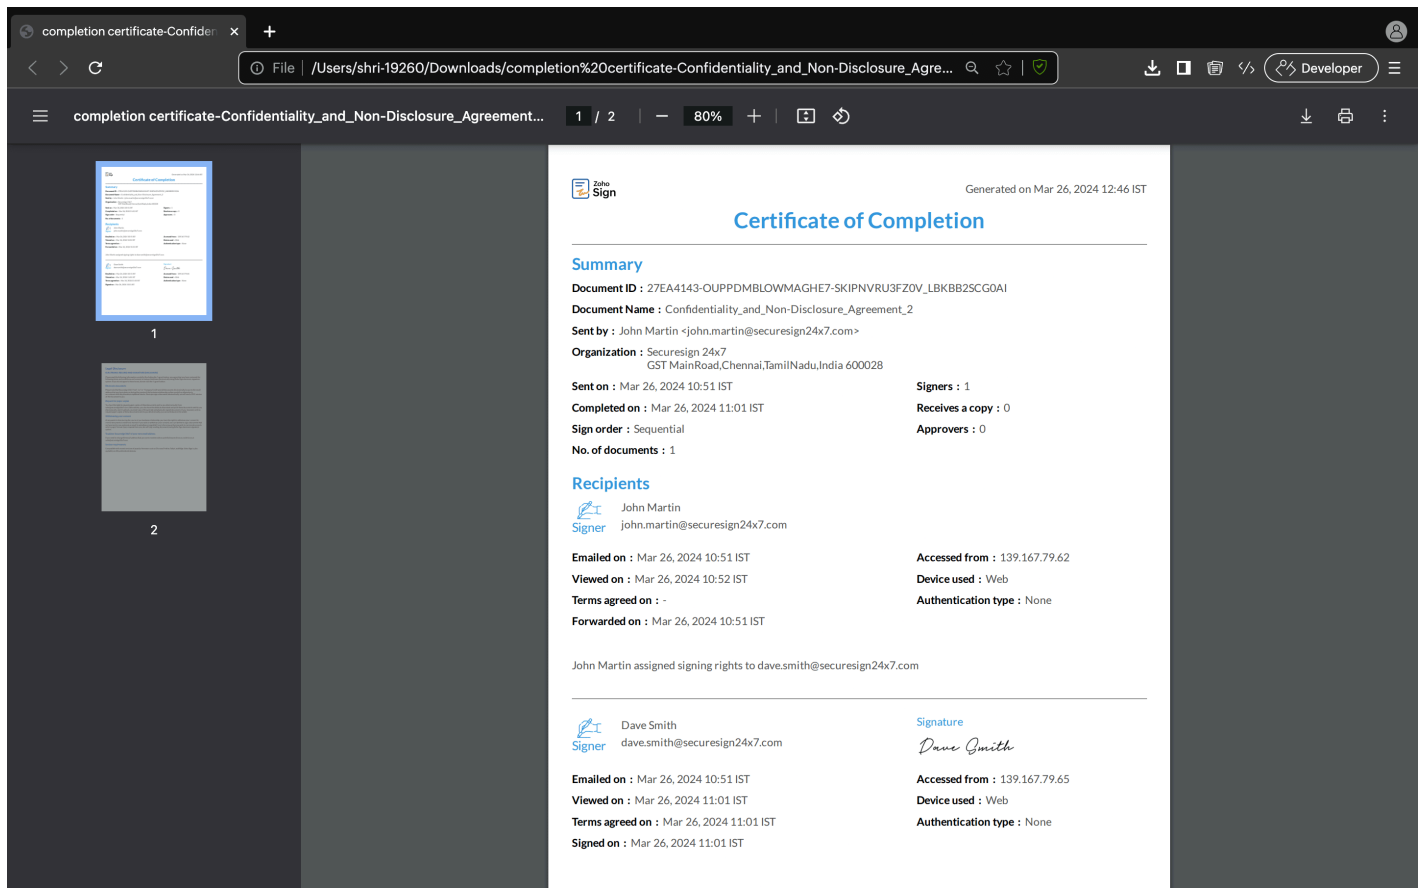 completion certificate-Confiden
File
/Users/shri-19260/Downloads/completion%20certificate-Confidentiality_and_Non-Disclosure_Agre...
Developer
completion certificate-Confidentiality_and_Non-Disclosure_Agreement...
1 / 2
80%
1
2
Zoho
Sign
Generated on Mar 26, 2024 12:46 IST
Certificate of Completion
Summary
Document ID : 27EA4143-OUPPDMBLOWMAGHE7-SKIPNVRU3FZ0V_LBKBB2SCG0AI
Document Name : Confidentiality_and_Non-Disclosure_Agreement_2
Sent by : John Martin <john.martin@securesign24x7.com>
Organization : Securesign 24x7
GST MainRoad,Chennai,TamilNadu,India 600028
Sent on : Mar 26, 2024 10:51 IST
Signers : 1
Completed on : Mar 26, 2024 11:01 IST
Receives a copy : 0
Sign order : Sequential
Approvers : 0
No. of documents : 1
Recipients
Signer
John Martin
john.martin@securesign24x7.com
Emailed on : Mar 26, 2024 10:51 IST
Accessed from : 139.167.79.62
Viewed on : Mar 26, 2024 10:52 IST
Device used : Web
Terms agreed on : -
Authentication type : None
Forwarded on : Mar 26, 2024 10:51 IST
John Martin assigned signing rights to dave.smith@securesign24x7.com
Signer
Dave Smith
dave.smith@securesign24x7.com
Signature
Dave Smith
Emailed on : Mar 26, 2024 10:51 IST
Accessed from : 139.167.79.65
Viewed on : Mar 26, 2024 11:01 IST
Device used : Web
Terms agreed on : Mar 26, 2024 11:01 IST
Authentication type : None
Signed on : Mar 26, 2024 11:01 IST